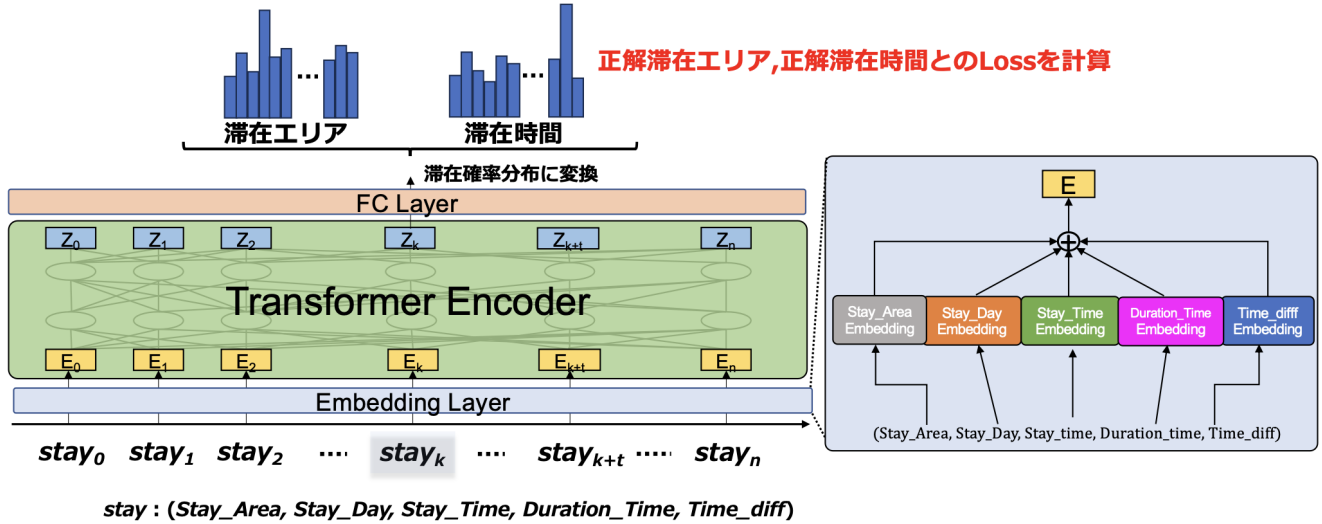 正解滞在エリア,正解滞在時間とのLossを計算
滞在エリア
滞在時間
滞在確率分布に変換
FC Layer
Z0 Z1 Z2 Zk Zk+t Zn
Transformer Encoder
E0 E1 E2 Ek Ek+t En
Embedding Layer
stay0 stay1 stay2 ···· stayk ···· stayk+t ····· stayn
stay : (Stay_Area, Stay_Day, Stay_Time, Duration_Time, Time_diff)
E
Stay_Area Embedding
Stay_Day Embedding
Stay_Time Embedding
Duration_Time Embedding
Time_difff Embedding
(Stay_Area, Stay_Day, Stay_time, Duration_time, Time_diff)